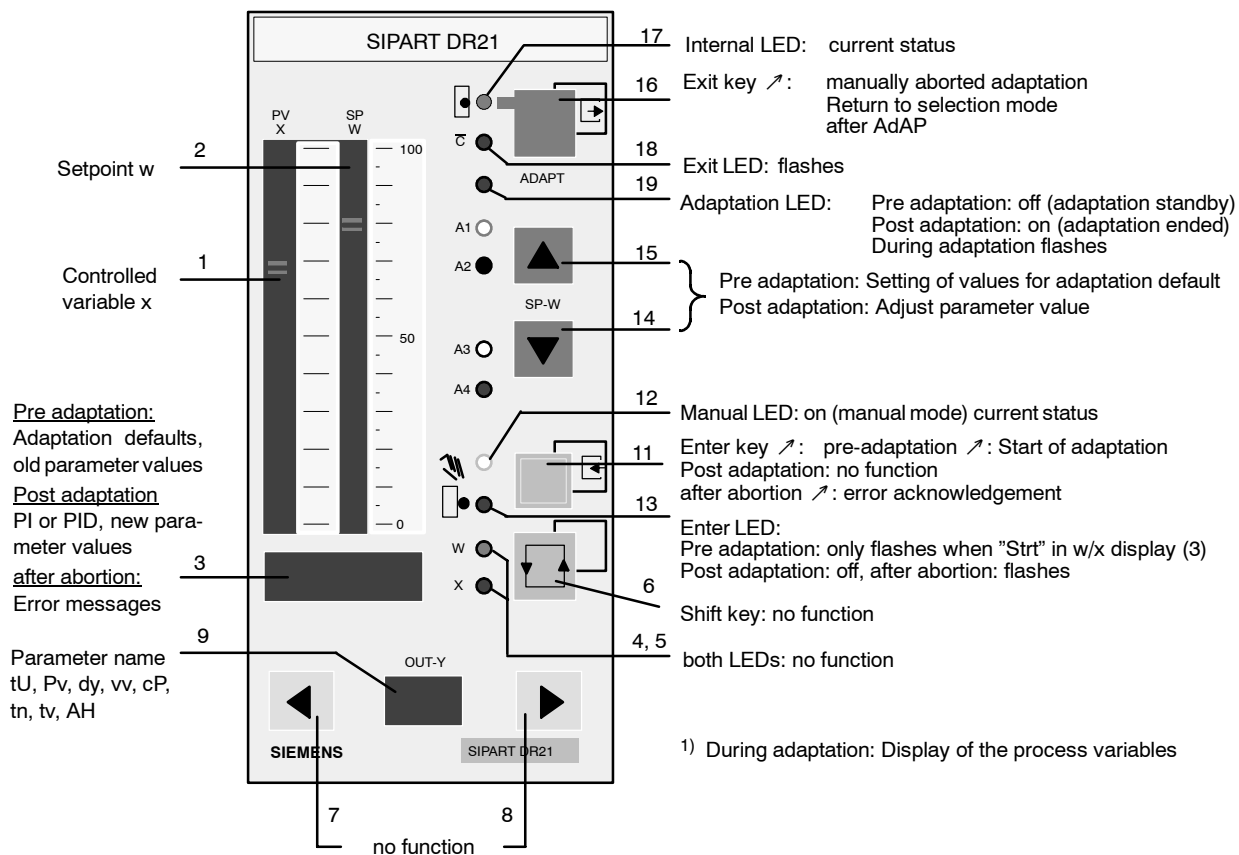 SIPART DR21
17
Internal LED: current status
16
Exit key ↗: manually aborted adaptation
Return to selection mode
after AdAP
PV
X
SP
W
2
Setpoint w
100
C̅
18
Exit LED: flashes
ADAPT
19
Adaptation LED: Pre adaptation: off (adaptation standby)
Post adaptation: on (adaptation ended)
During adaptation flashes
A1
A2
15
1
Controlled
variable x
Pre adaptation: Setting of values for adaptation default
Post adaptation: Adjust parameter value
SP-W
14
50
A3
A4
12
Manual LED: on (manual mode) current status
Pre adaptation:
Adaptation defaults,
old parameter values
Post adaptation
PI or PID, new para-
meter values
after abortion:
Error messages
11
Enter key ↗: pre-adaptation ↗: Start of adaptation
Post adaptation: no function
after abortion ↗: error acknowledgement
13
Enter LED:
Pre adaptation: only flashes when ”Strt” in w/x display (3)
Post adaptation: off, after abortion: flashes
0
W
X
3
6
Shift key: no function
4, 5
both LEDs: no function
9
Parameter name
tU, Pv, dy, vv, cP,
tn, tv, AH
OUT-Y
SIEMENS
SIPART DR21
1) During adaptation: Display of the process variables
7
8
no function